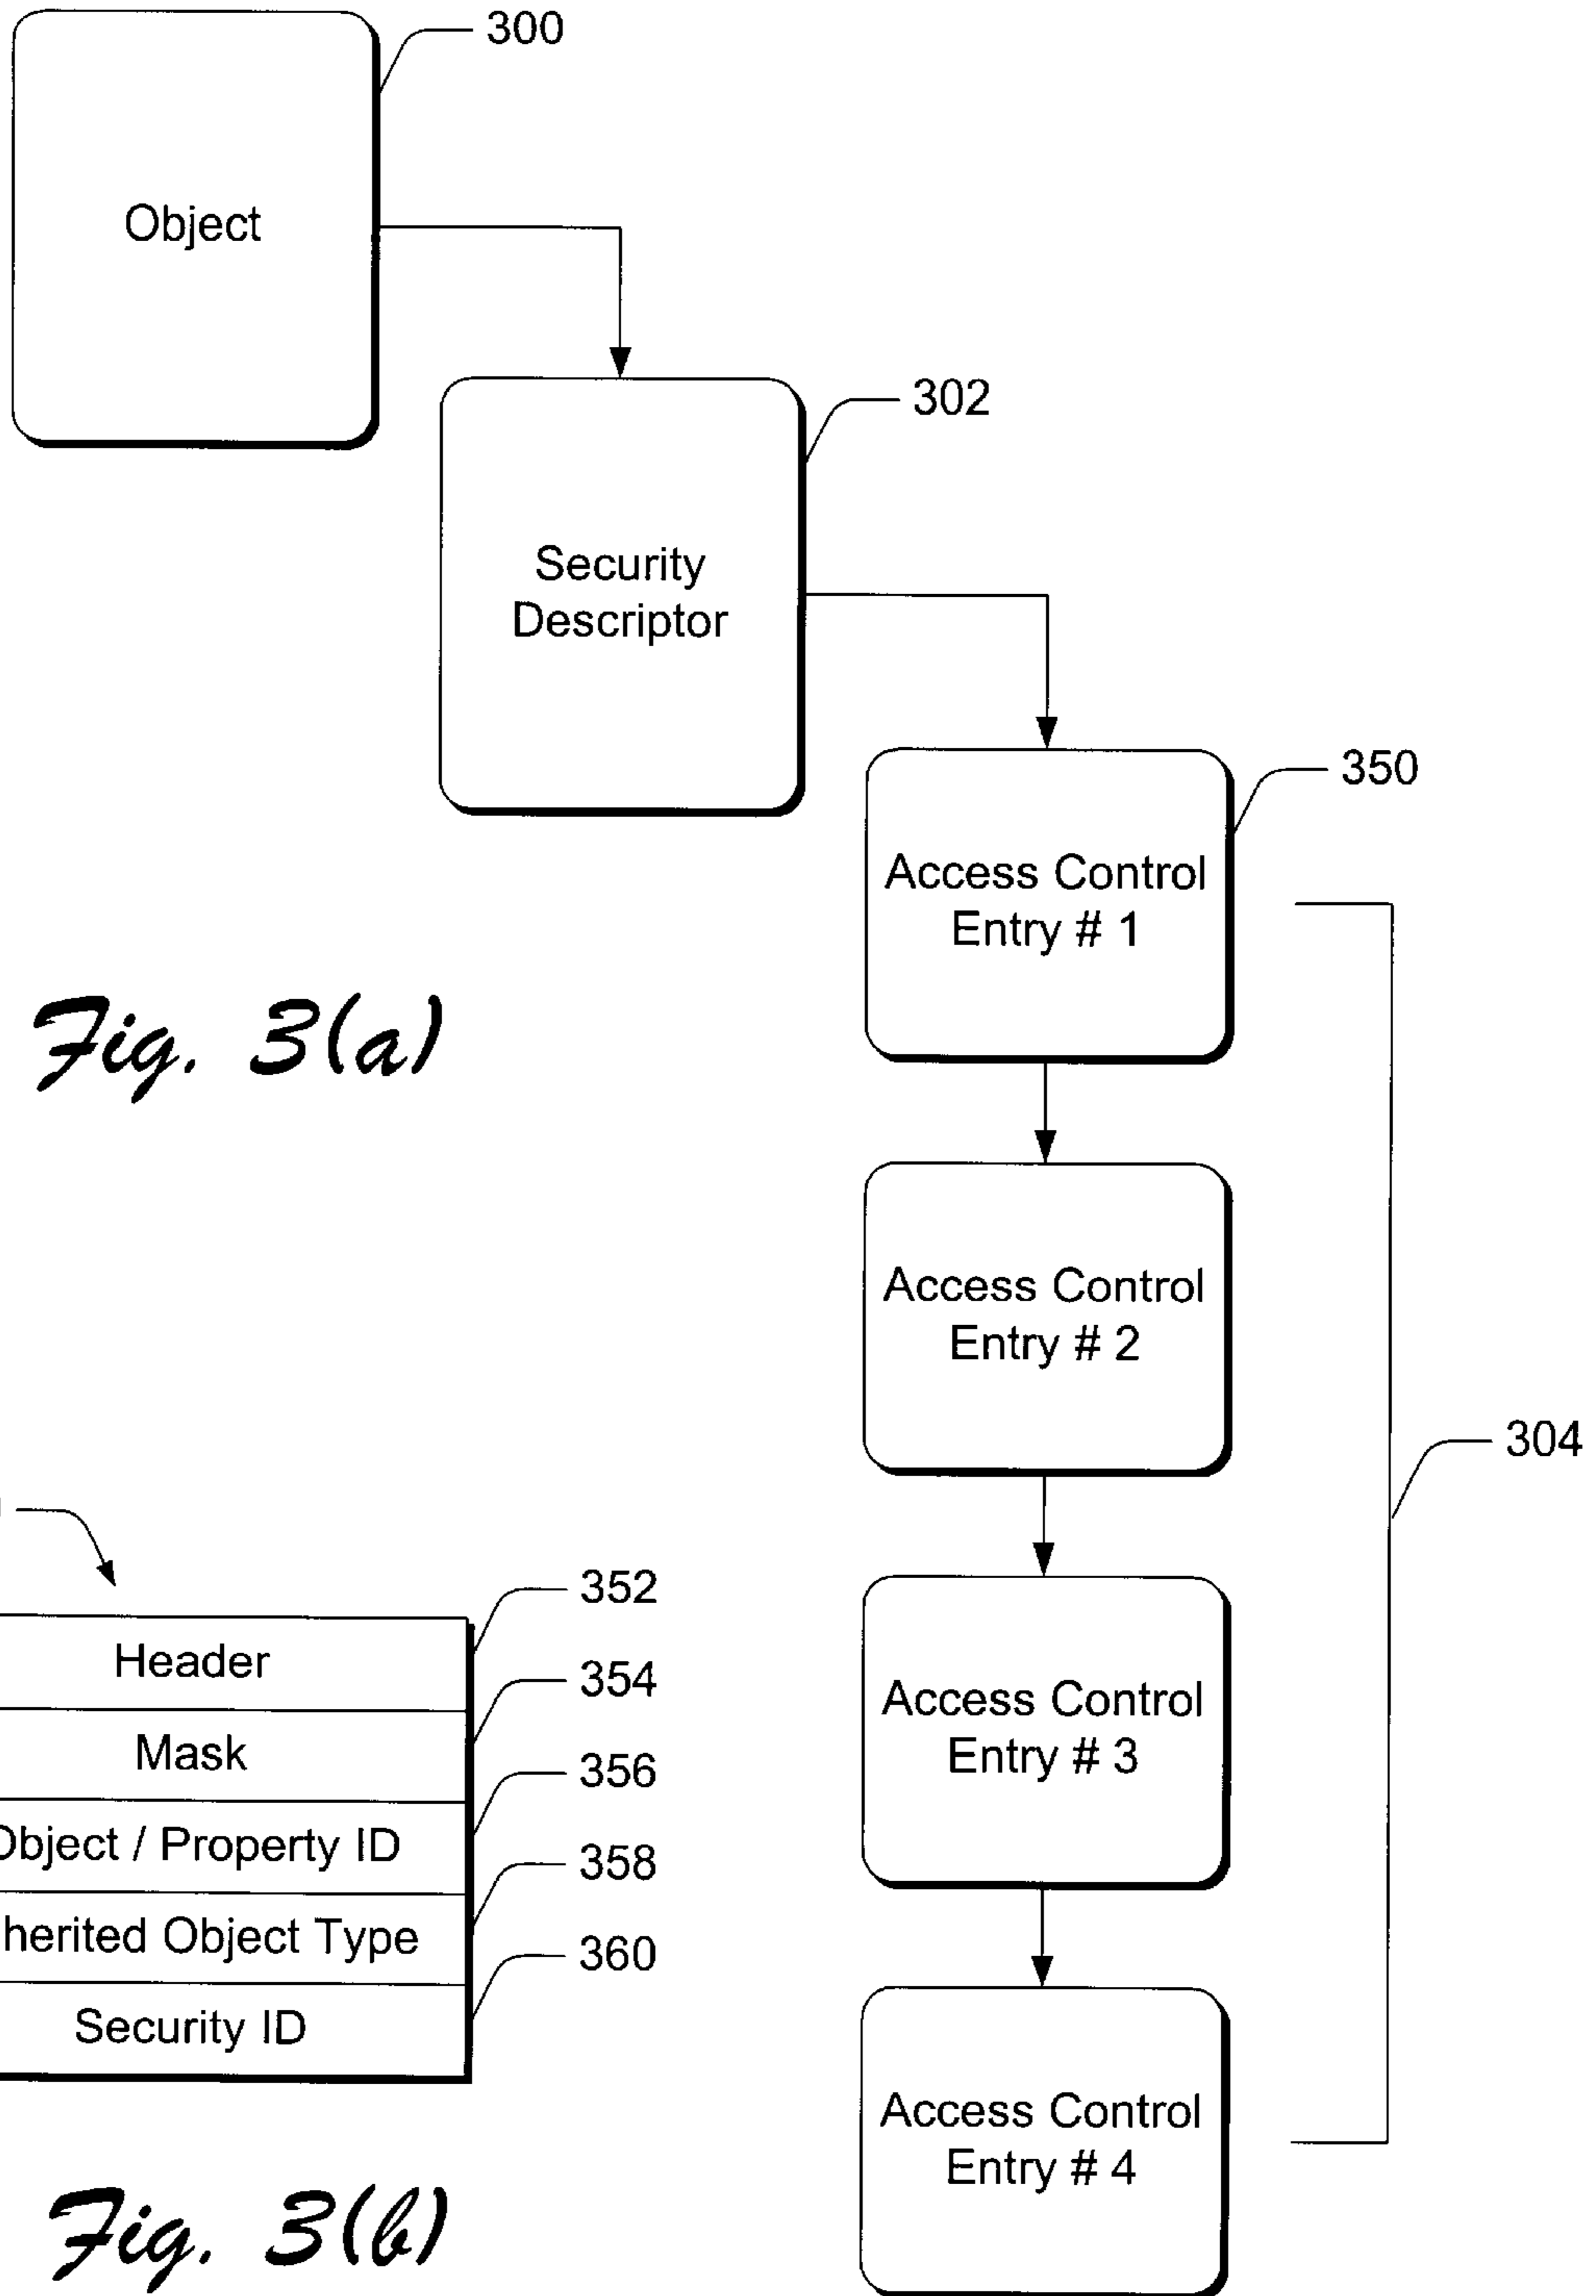 300
Object
302
Security
Descriptor
350
Access Control
Entry # 1
Fig. 3(a)
Access Control
Entry # 2
304
352
Header
354
Mask
Access Control
Entry # 3
356
Object / Property ID
358
herited Object Type
360
Security ID
Access Control
Entry # 4
Fig. 3(b)